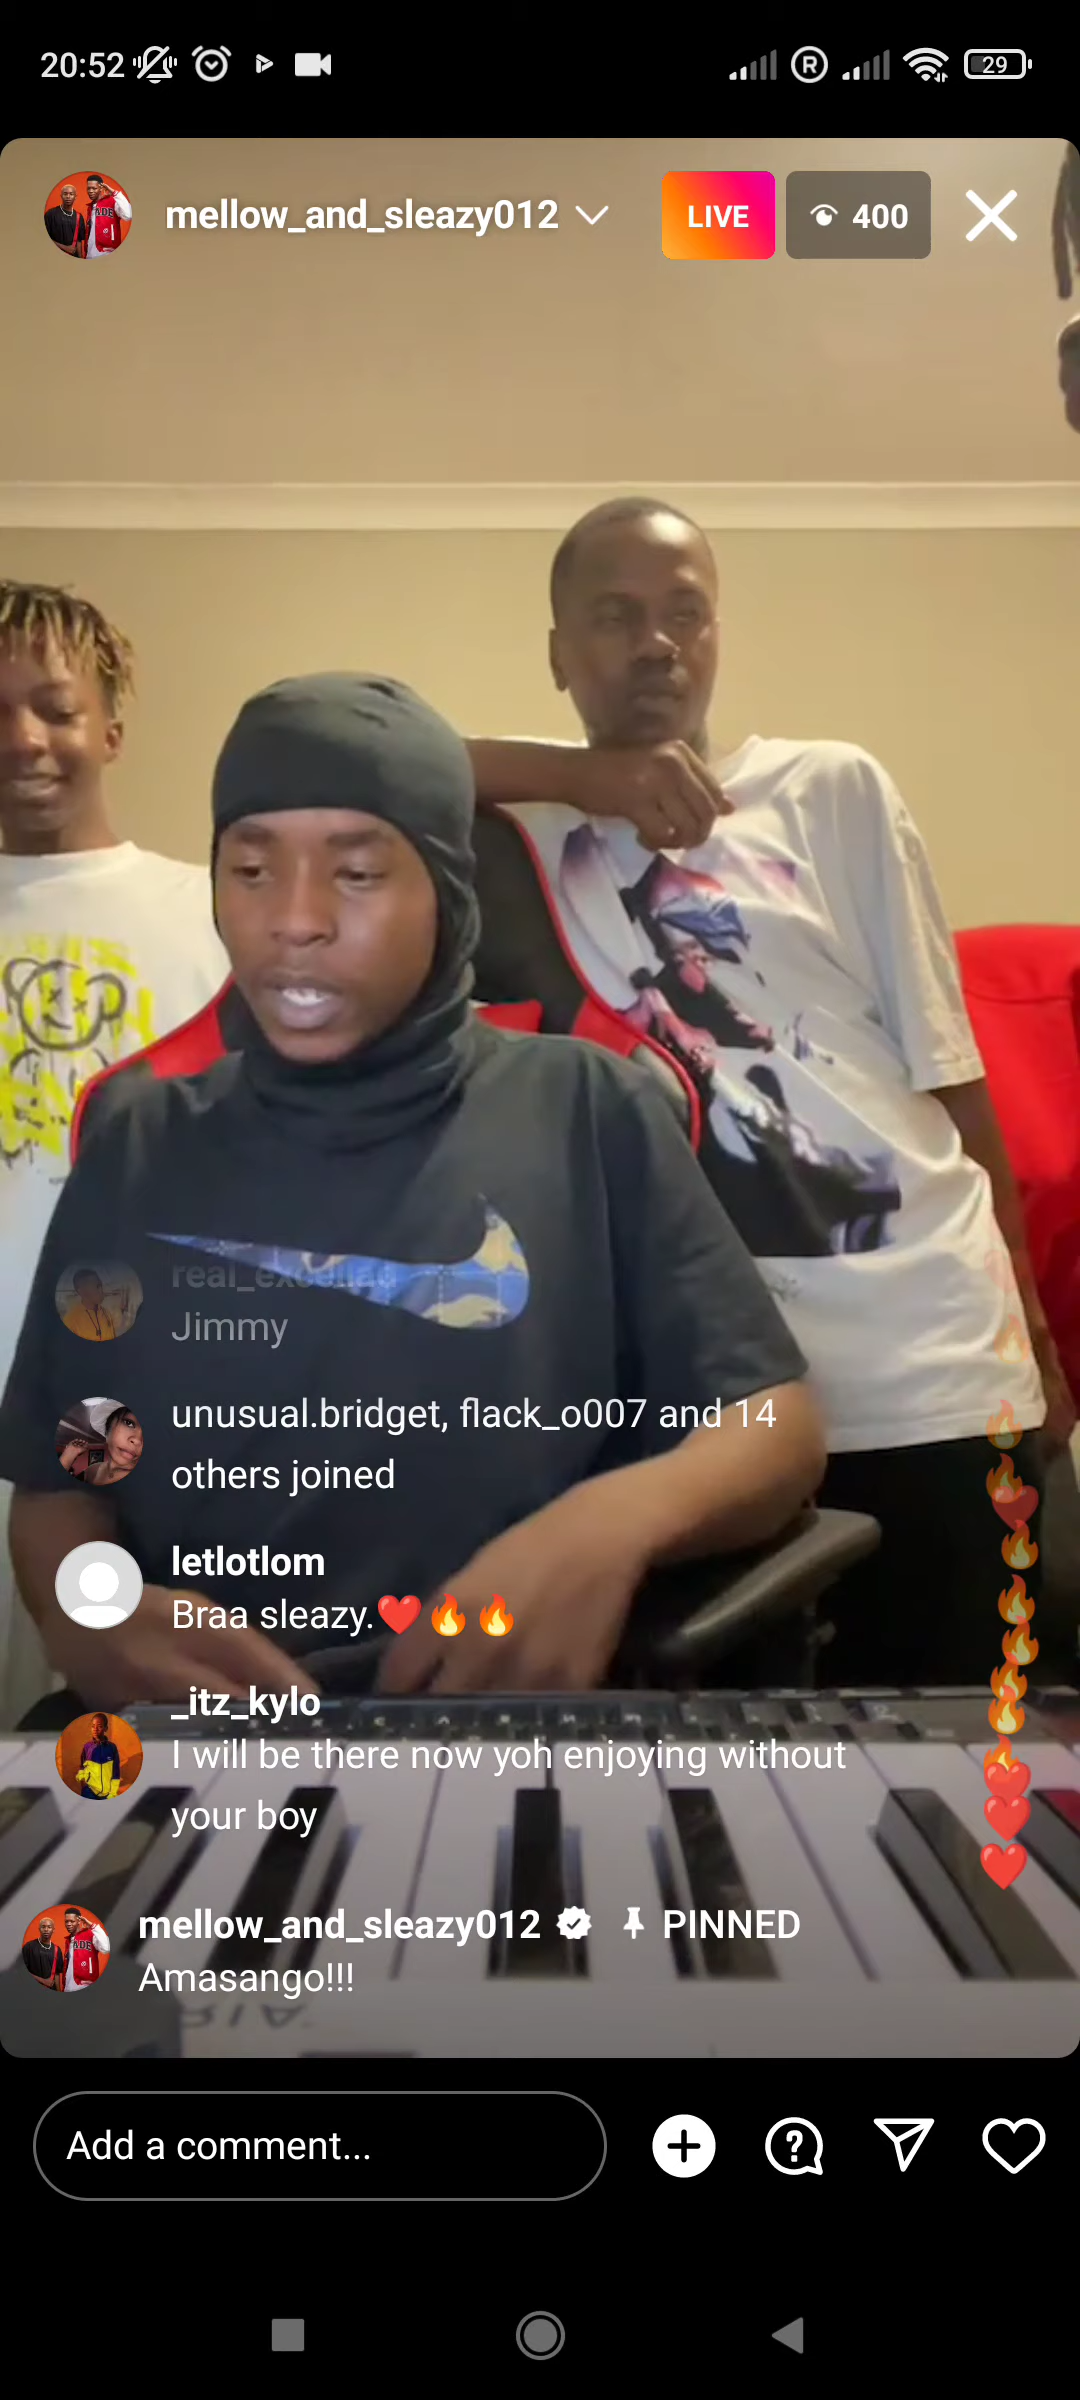 20:52
R
29
mellow_and_sleazy012
LIVE
400
Jimmy
unusual.bridget, flack_o007 and 14
others joined
letlotlom
Braa sleazy.❤️🔥🔥
_itz_kylo
I will be there now yoh enjoying without
your boy
mellow_and_sleazy012 PINNED
Amasango!!!
Add a comment...